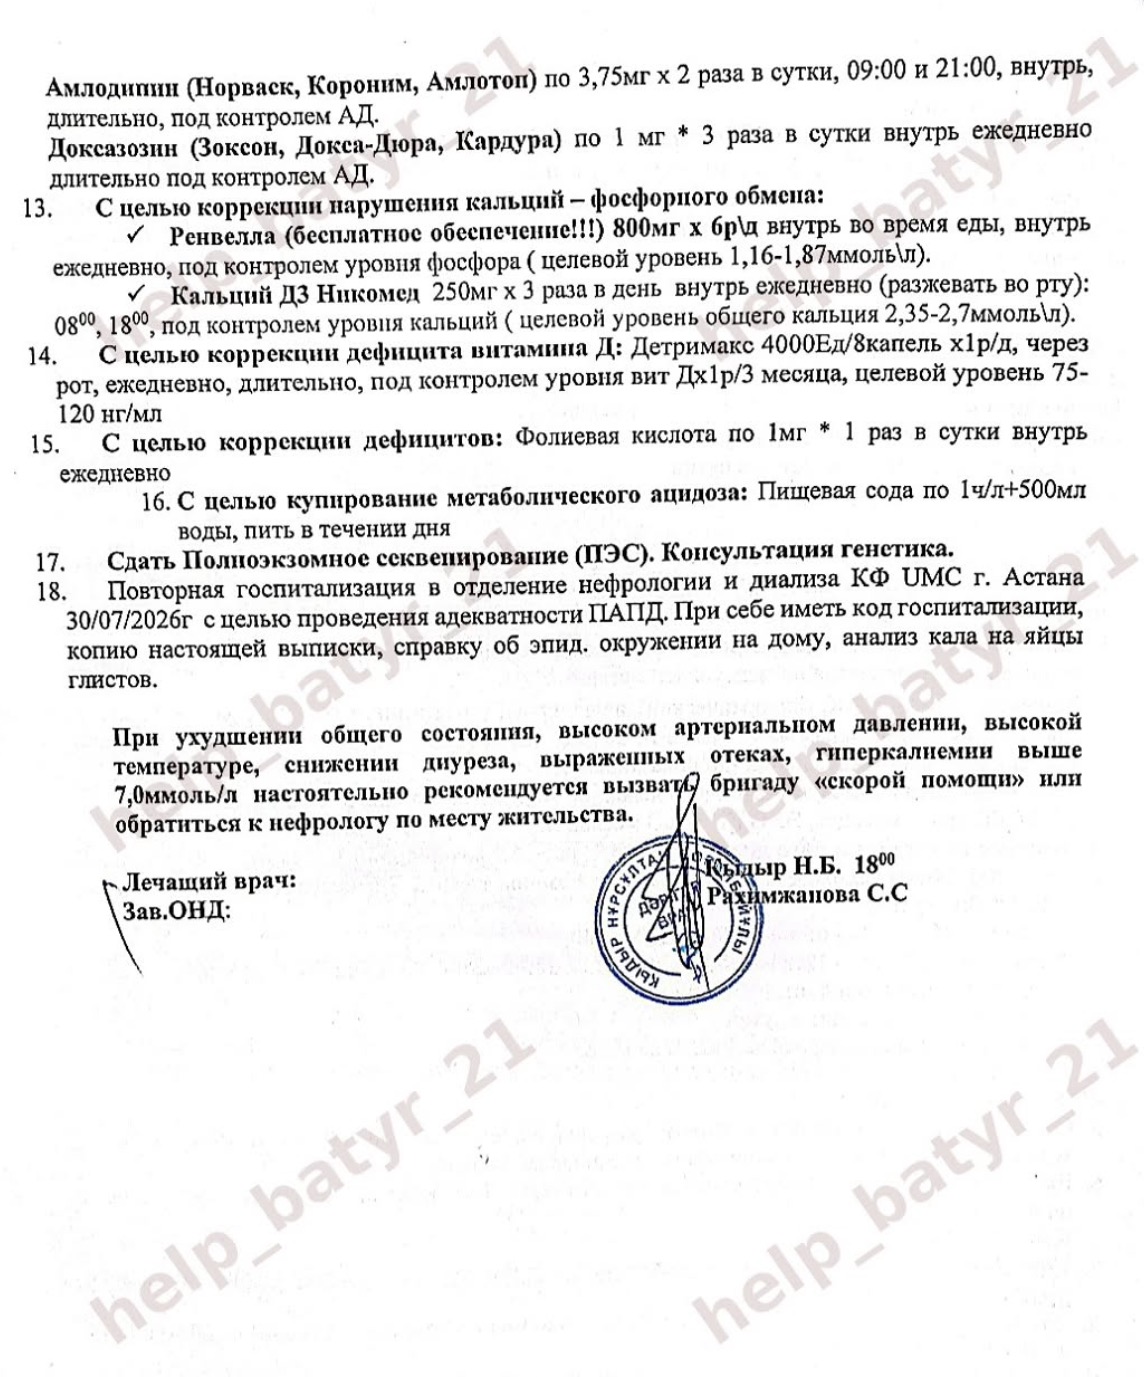 Амлодипин (Норваск, Короним, Амлотоп) по 3,75мг х 2 раза в сутки, 09:00 и 21:00, внутрь,
длительно, под контролем АД.
Доксазозин (Зоксон, Докса-Дюра, Кардура) по 1 мг * 3 раза в сутки внутрь ежедневно
длительно под контролем АД.
13. С целью коррекции нарушения кальций – фосфорного обмена:
✓ Ренвелла (бесплатное обеспечение!!!) 800мг х 6р\д внутрь во время еды, внутрь
ежедневно, под контролем уровня фосфора ( целевой уровень 1,16-1,87ммоль\л).
✓ Кальций Д3 Никомед 250мг х 3 раза в день внутрь ежедневно (разжевать во рту):
08⁰⁰, 18⁰⁰, под контролем уровня кальций ( целевой уровень общего кальция 2,35-2,7ммоль\л).
14. С целью коррекции дефицита витамина Д: Детримакс 4000Ед/8капель х1р/д, через
рот, ежедневно, длительно, под контролем уровня вит Дх1р/3 месяца, целевой уровень 75-
120 нг/мл
15. С целью коррекции дефицитов: Фолиевая кислота по 1мг * 1 раз в сутки внутрь
ежедневно
16. С целью купирование метаболического ацидоза: Пищевая сода по 1ч/л+500мл
воды, пить в течении дня
17. Сдать Полноэкзомное секвенирование (ПЭС). Консультация генетика.
18. Повторная госпитализация в отделение нефрологии и диализа КФ UMC г. Астана
30/07/2026г с целью проведения адекватности ПАПД. При себе иметь код госпитализации,
копию настоящей выписки, справку об эпид. окружении на дому, анализ кала на яйцы
глистов.
При ухудшении общего состояния, высоком артериальном давлении, высокой
температуре, снижении диуреза, выраженных отеках, гиперкалиемии выше
7,0ммоль/л настоятельно рекомендуется вызвать бригаду «скорой помощи» или
обратиться к нефрологу по месту жительства.
Лечащий врач: Кыдыр Н.Б. 18⁰⁰
Зав.ОНД: Рахимжанова С.С
ҚЫДЫР НҰРСҰЛТАН
Дәрігер
ВРАЧ
help_batyr_21
help_batyr_21
help_batyr_21
help_batyr_21
help_batyr_21
help_batyr_21